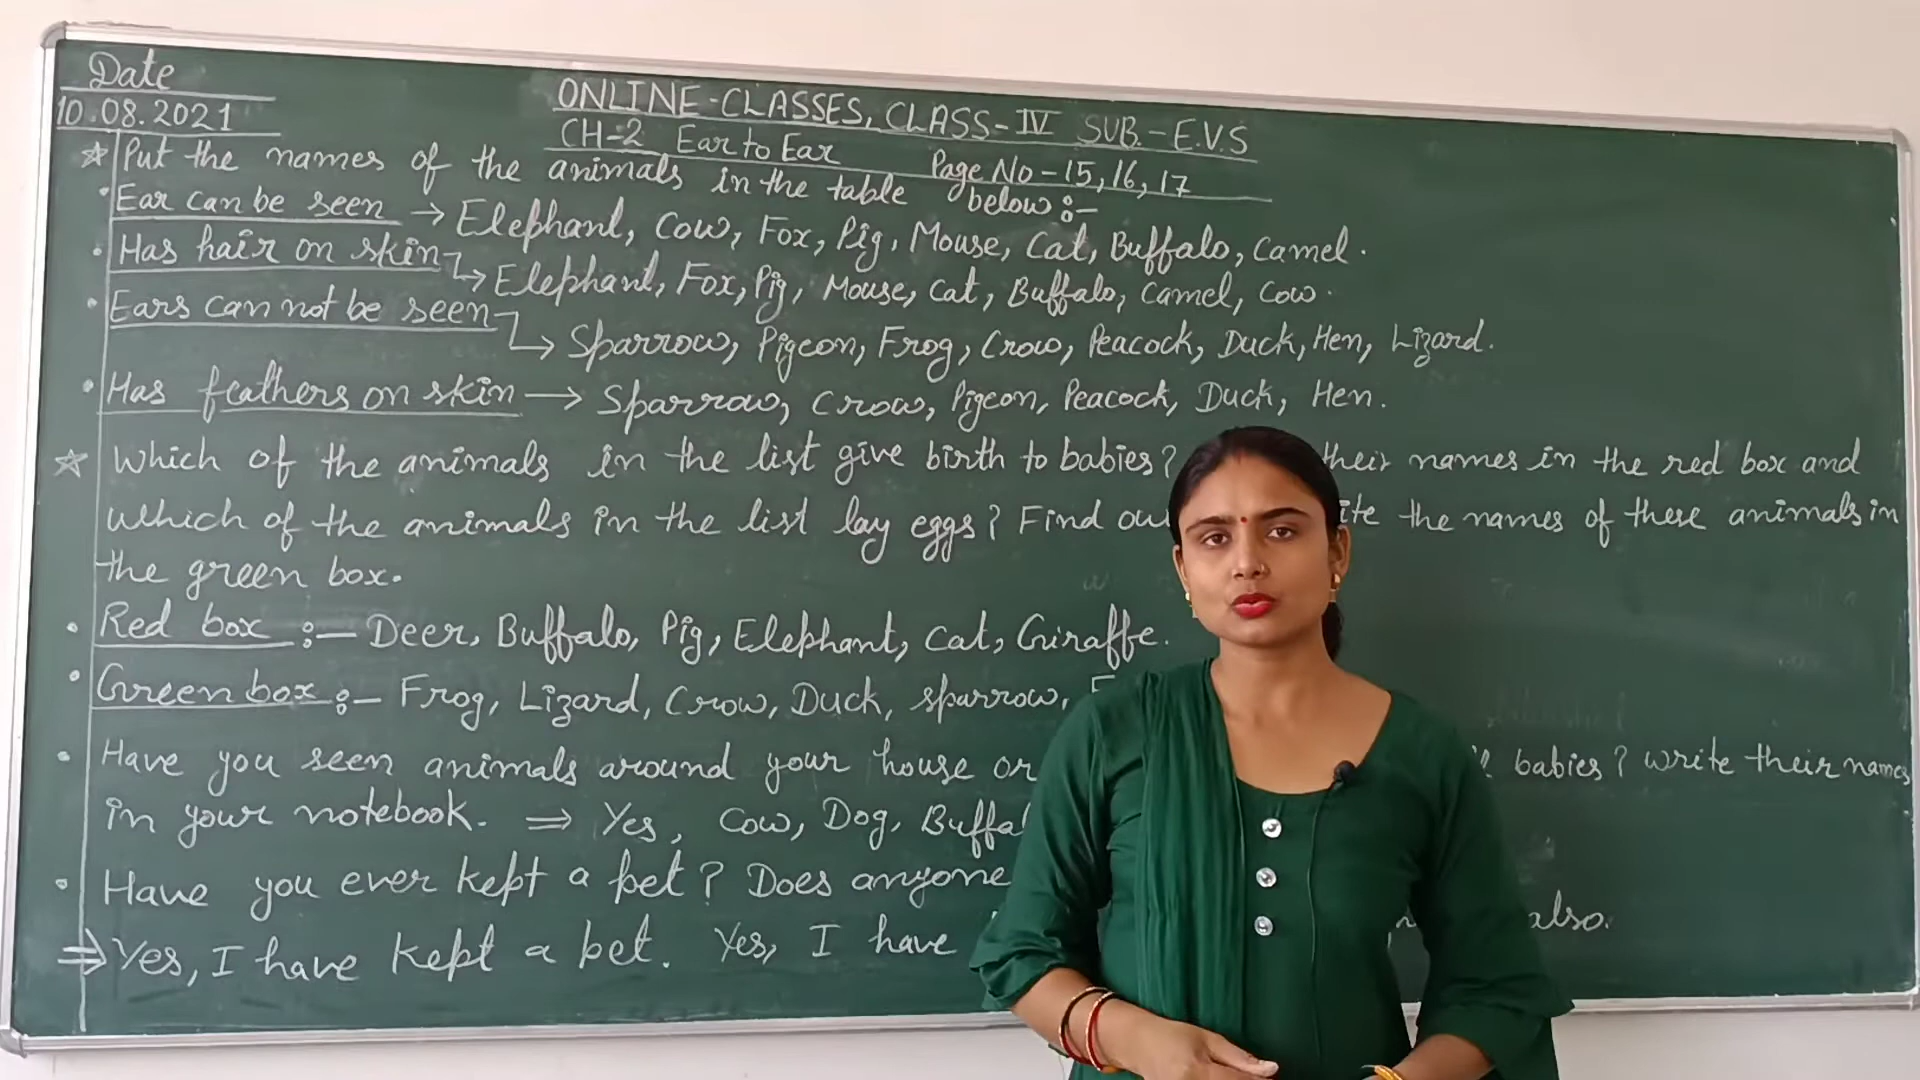 Date
10.08.2021
ONLINE-CLASSES, CLASS-IV SUB.-E.V.S
CH-2 Ear to Ear Page No-15,16,17
Put the names of the animals in the table below :-
Ear can be seen → Elephant, Cow, Fox, Pig, Mouse, Cat, Buffalo, Camel.
Has hair on skin → Elephant, Fox, Pig, Mouse, Cat, Buffalo, Camel, Cow.
Ears can not be seen → Sparrow, Pigeon, Frog, Crow, Peacock, Duck, Hen, Lizard.
Has feathers on skin → Sparrow, Crow, Pigeon, Peacock, Duck, Hen.
Which of the animals in the list give birth to babies? their names in the red box and
which of the animals in the list lay eggs? Find the names of these animals in
the green box.
Red box :- Deer, Buffalo, Pig, Elephant, Cat, Giraffe.
Green box :- Frog, Lizard, Crow, Duck, sparrow,
Have you seen animals around your house or babies? write their names
in your notebook. ⇒ Yes, Cow, Dog,
Have you ever kept a pet? Does anyone
⇒ Yes, I have kept a pet. Yes, I have also.